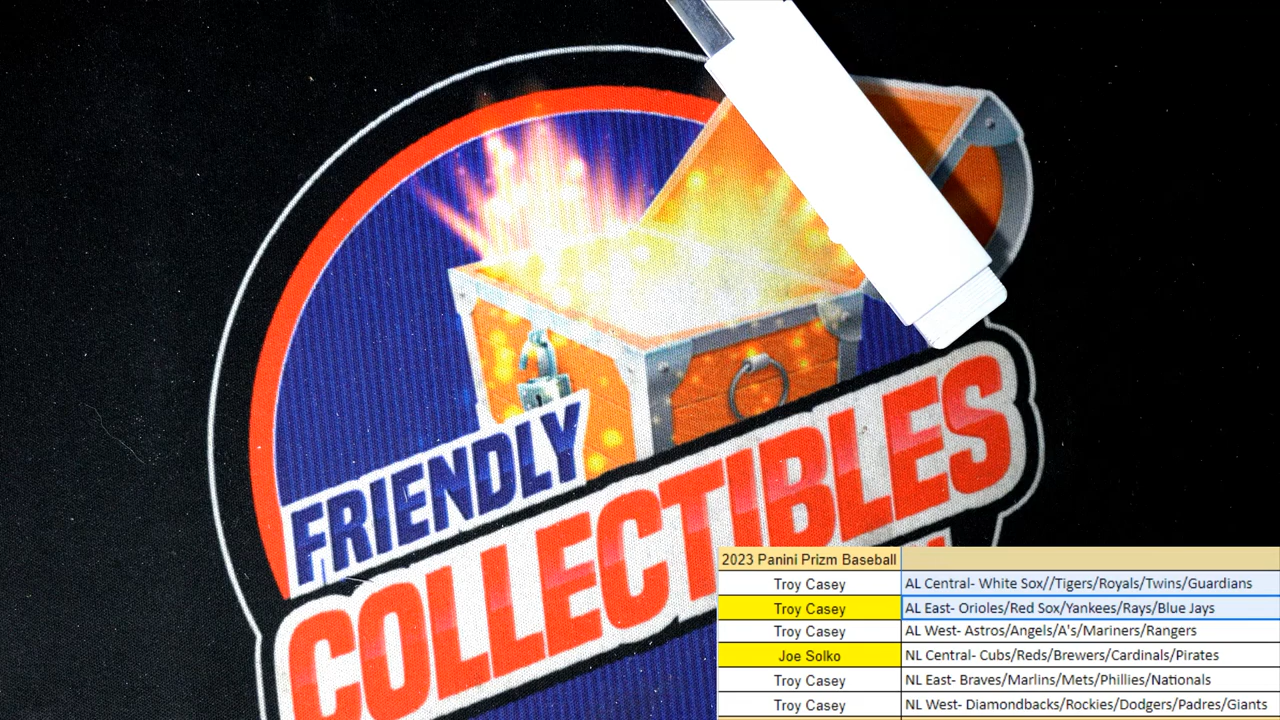 FRIENDLY
COLLECTIBLES
2023 Panini Prizm Baseball
Troy Casey AL Central- White Sox//Tigers/Royals/Twins/Guardians
Troy Casey AL East- Orioles/Red Sox/Yankees/Rays/Blue Jays
Troy Casey AL West- Astros/Angels/A's/Mariners/Rangers
Joe Solko NL Central- Cubs/Reds/Brewers/Cardinals/Pirates
Troy Casey NL East- Braves/Marlins/Mets/Phillies/Nationals
Troy Casey NL West- Diamondbacks/Rockies/Dodgers/Padres/Giants